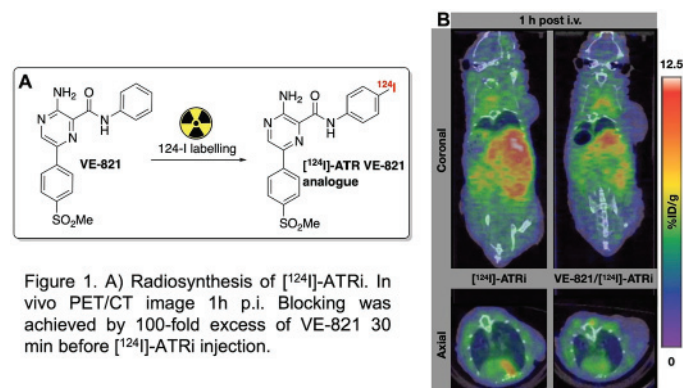 A
NH₂
O
N
N
N
H
VE-821
SO₂Me
124-I labelling
¹²⁴I
NH₂
O
N
N
N
H
[¹²⁴I]-ATR VE-821
analogue
SO₂Me
Figure 1. A) Radiosynthesis of [¹²⁴I]-ATRi. In
vivo PET/CT image 1h p.i. Blocking was
achieved by 100-fold excess of VE-821 30
min before [¹²⁴I]-ATRi injection.
B
1 h post i.v.
Coronal
[¹²⁴I]-ATRi
VE-821/[¹²⁴I]-ATRi
Axial
12.5
%ID/g
0